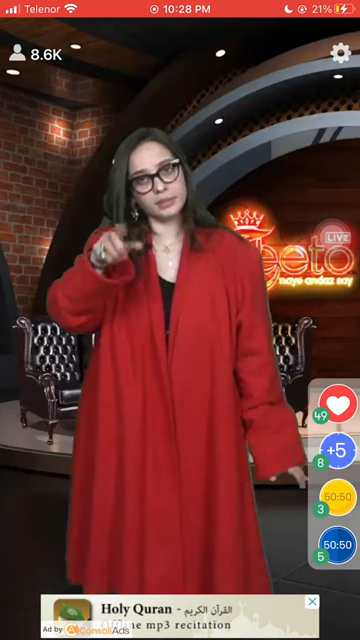 Telenor
10:28 PM
21%
8.6K
LIVE
Jeeto
naye andaz say
49
+5
8
50:50
3
50:50
5
Holy Quran - القرآن الكريم
offline mp3 recitation
Ad by ConsoliAds